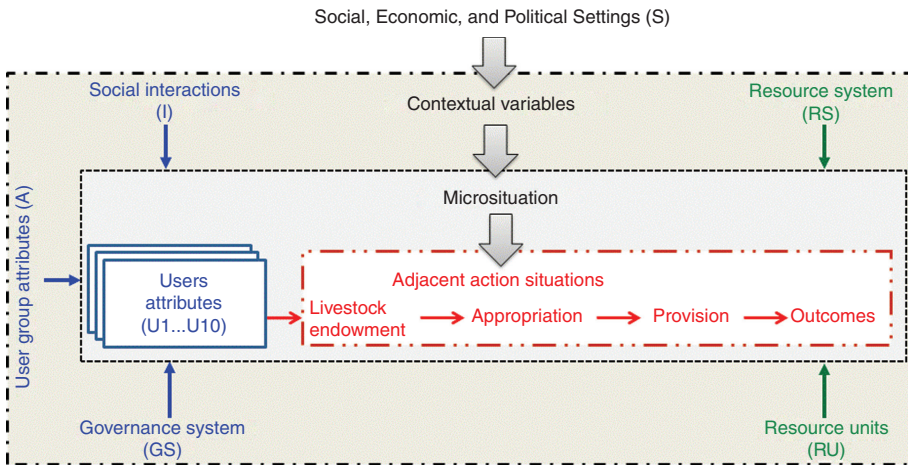 Social, Economic, and Political Settings (S)
Social interactions
(I)
Contextual variables
Resource system
(RS)
Microsituation
User group attributes (A)
Users
attributes
(U1...U10)
Adjacent action situations
Livestock
endowment
Appropriation
Provision
Outcomes
Governance system
(GS)
Resource units
(RU)